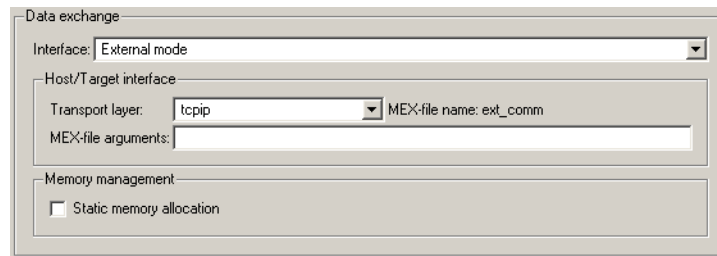 Data exchange
Interface: External mode
Host/Target interface
Transport layer: tcpip MEX-file name: ext_comm
MEX-file arguments:
Memory management
Static memory allocation